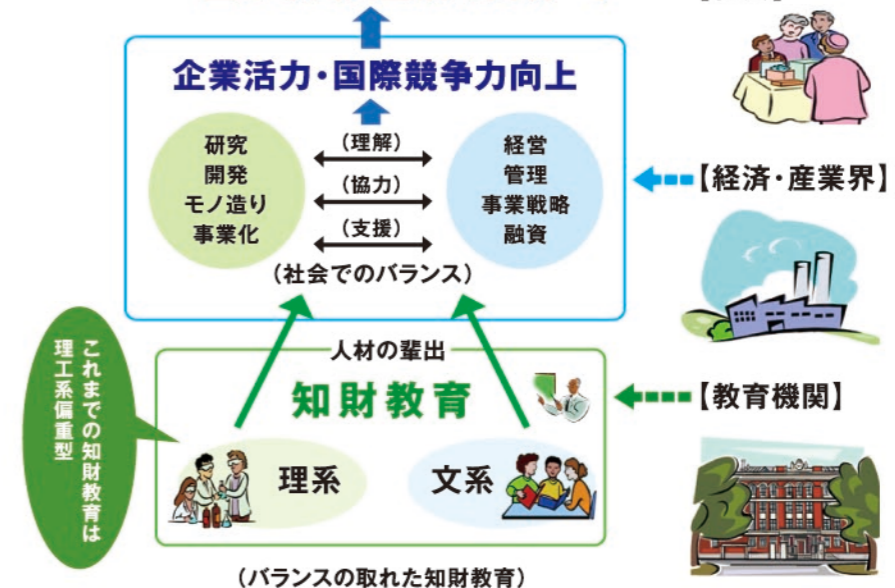 企業活力・国際競争力向上
研究
開発
モノ造り
事業化
(理解)
(協力)
(支援)
経営
管理
事業戦略
融資
(社会でのバランス)
【経済・産業界】
人材の輩出
知財教育
【教育機関】
これまでの知財教育は
理工系偏重型
理系
文系
(バランスの取れた知財教育)